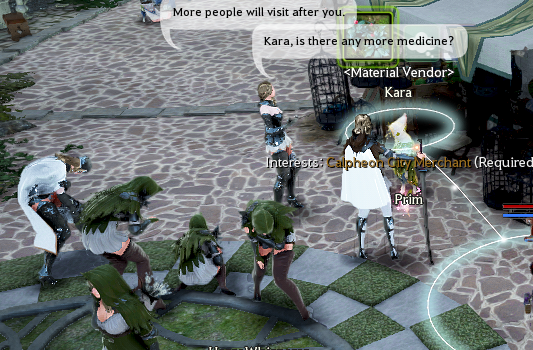 More people will visit after you.
Kara, is there any more medicine?
<Material Vendor>
Kara
Interests: Calpheon City Merchant (Required
Prim